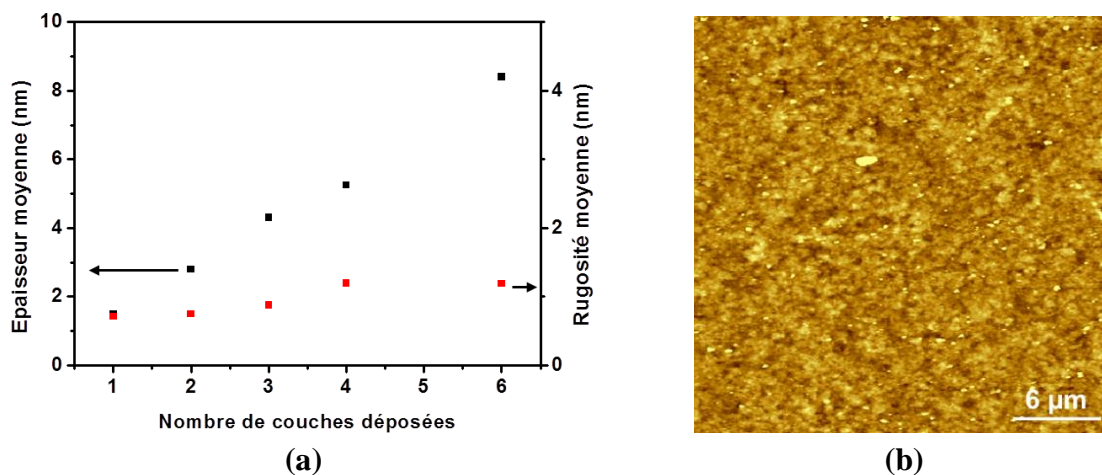 10
8
6
4
2
0
Epaisseur moyenne (nm)
4
2
0
Rugosité moyenne (nm)
1 2 3 4 5 6
Nombre de couches déposées
6 µm
(a) (b)